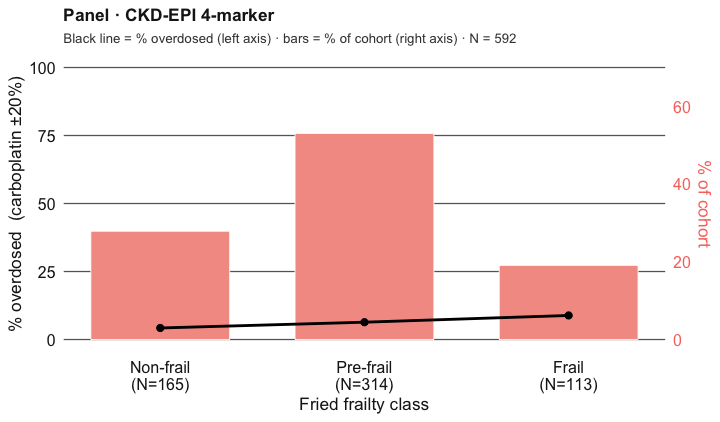 Panel · CKD-EPI 4-marker
Black line = % overdosed (left axis) · bars = % of cohort (right axis) · N = 592
% overdosed (carboplatin ±20%)
100
75
50
25
0
60
40
20
0
% of cohort
Non-frail
(N=165)
Pre-frail
(N=314)
Frail
(N=113)
Fried frailty class